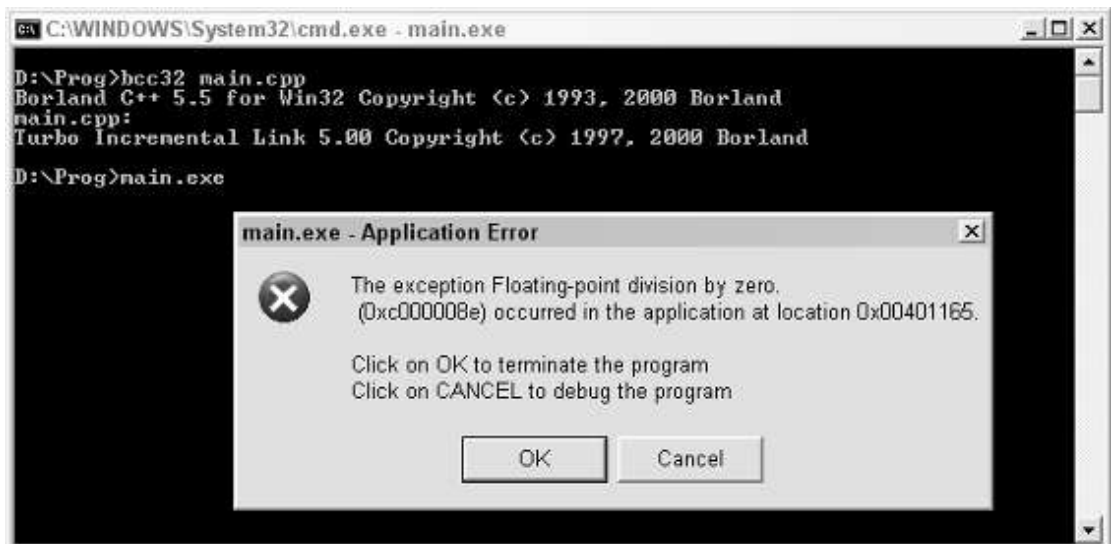 C:\WINDOWS\System32\cmd.exe - main.exe
D:\Prog>bcc32 main.cpp
Borland C++ 5.5 for Win32 Copyright (c) 1993, 2000 Borland
main.cpp:
Turbo Incremental Link 5.00 Copyright (c) 1997, 2000 Borland
D:\Prog>main.exe
main.exe - Application Error
The exception Floating-point division by zero.
(0xc000008e) occurred in the application at location 0x00401165.
Click on OK to terminate the program
Click on CANCEL to debug the program
OK Cancel